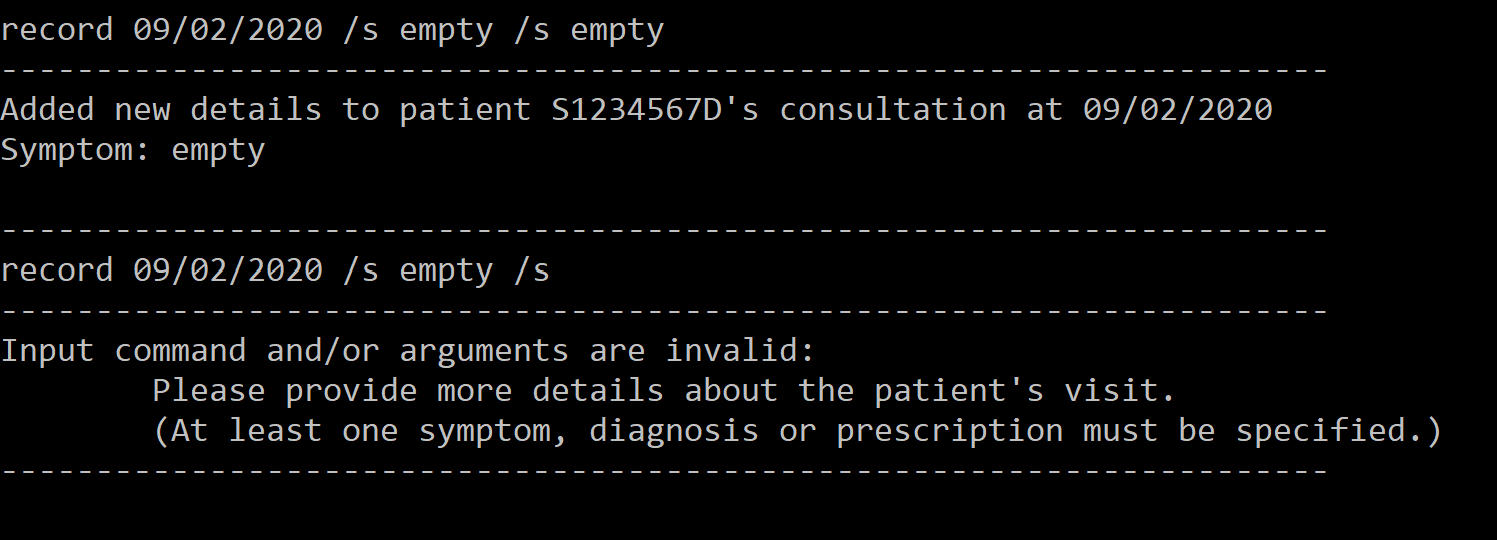 record 09/02/2020 /s empty /s empty
----------------------------------------------------------------------
Added new details to patient S1234567D's consultation at 09/02/2020
Symptom: empty
----------------------------------------------------------------------
record 09/02/2020 /s empty /s
----------------------------------------------------------------------
Input command and/or arguments are invalid:
        Please provide more details about the patient's visit.
        (At least one symptom, diagnosis or prescription must be specified.)
----------------------------------------------------------------------